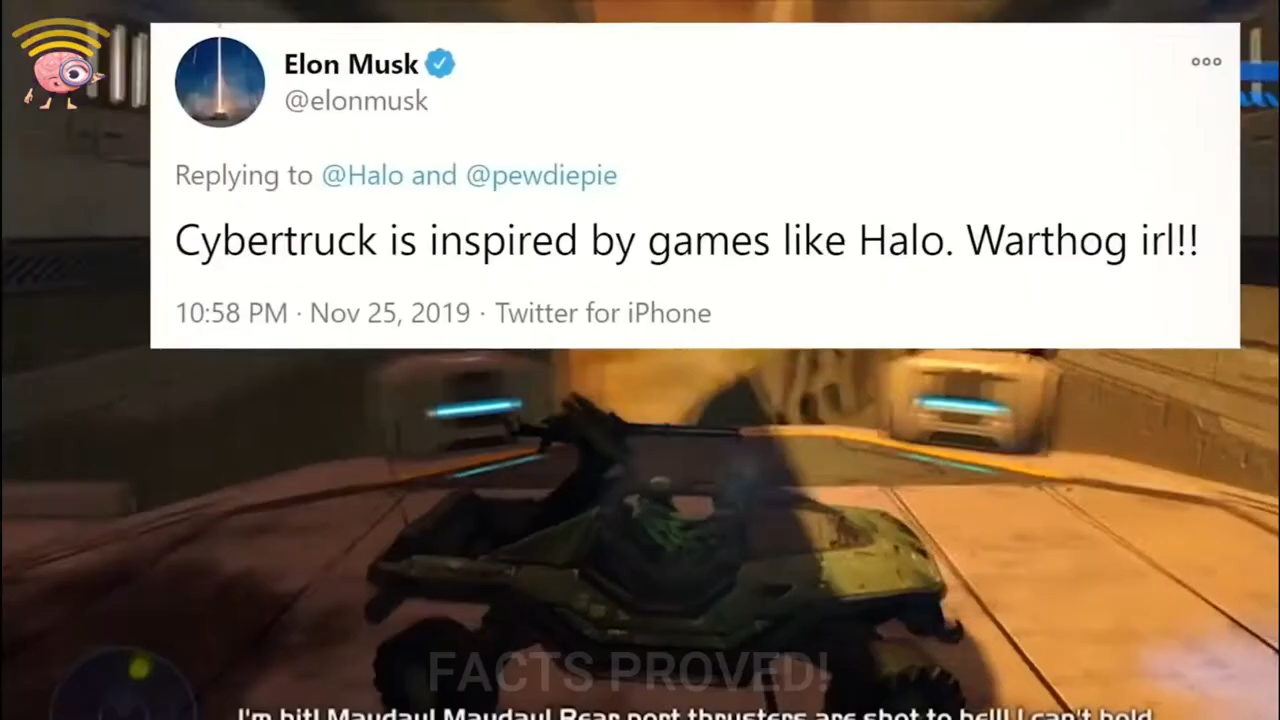 Elon Musk
@elonmusk
Replying to @Halo and @pewdiepie
Cybertruck is inspired by games like Halo. Warthog irl!!
10:58 PM · Nov 25, 2019 · Twitter for iPhone
FACTS PROVED!
I'm hit! Mayday! Mayday! Rear port thrusters are shot to hell! I can't hold